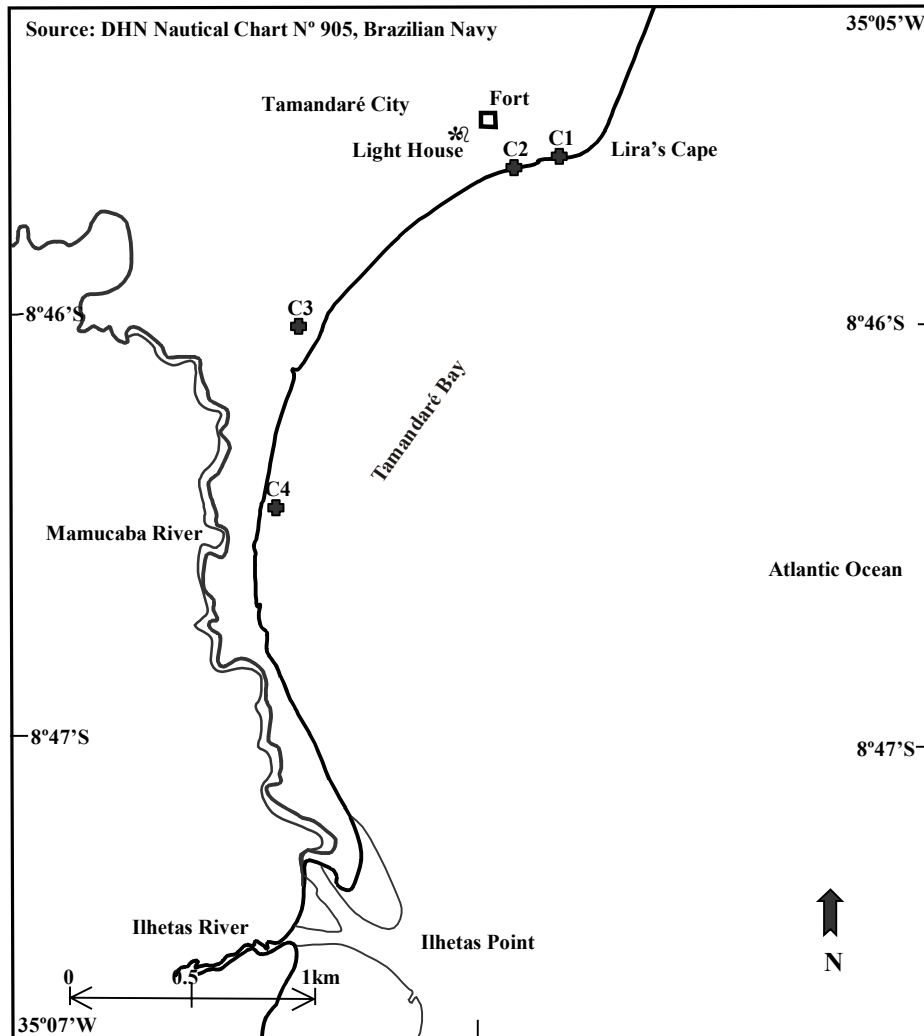 Source: DHN Nautical Chart Nº 905, Brazilian Navy
35º05'W
Fort
Tamandaré City
Light House
C2
C1
Lira's Cape
C3
8º46'S
8º46'S
Tamandaré Bay
C4
Mamucaba River
Atlantic Ocean
8º47'S
8º47'S
Ilhetas River
Ilhetas Point
N
0
0.5
1km
35º07'W